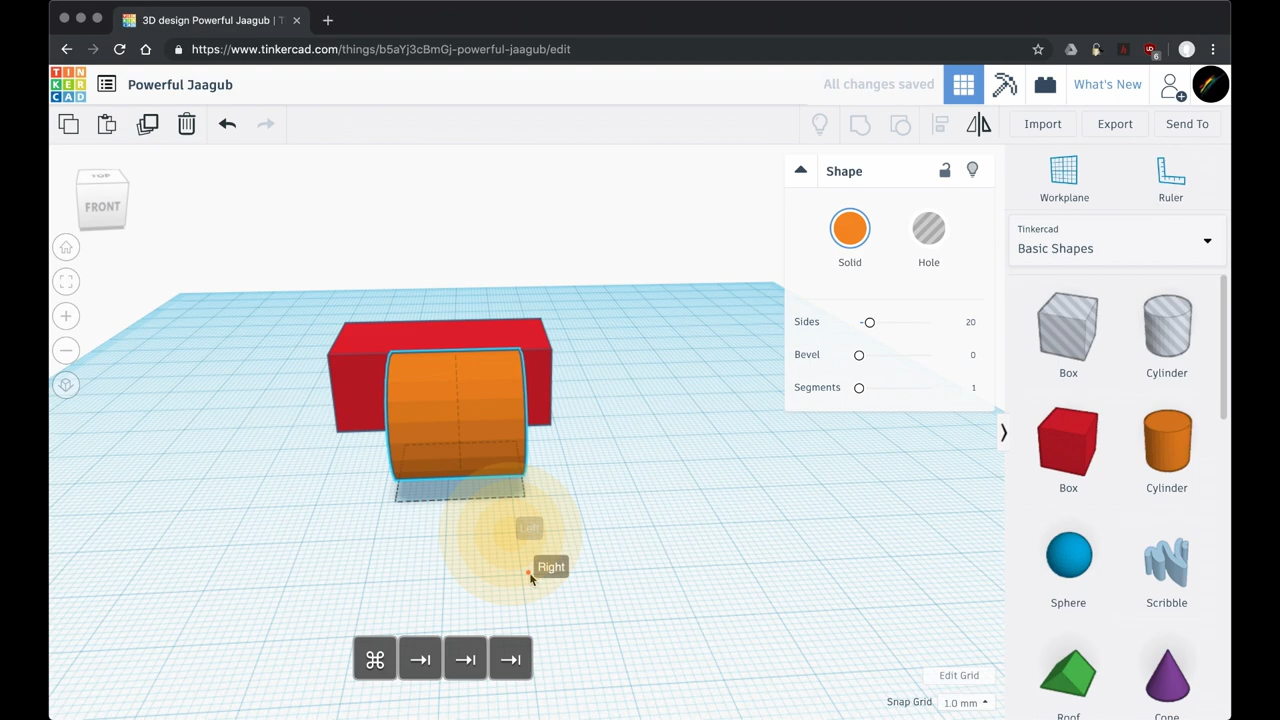 3D design Powerful Jaagub | T
https://www.tinkercad.com/things/b5aYj3cBmGj-powerful-jaagub/edit
6
TIN
KER
CAD
Powerful Jaagub
All changes saved
What's New
Import
Export
Send To
TOP
FRONT
Shape
Solid
Hole
Sides
20
Bevel
0
Segments
1
Workplane
Ruler
Tinkercad
Basic Shapes
Box
Cylinder
Box
Cylinder
Sphere
Scribble
Roof
Cone
Left
Right
Edit Grid
Snap Grid
1.0 mm